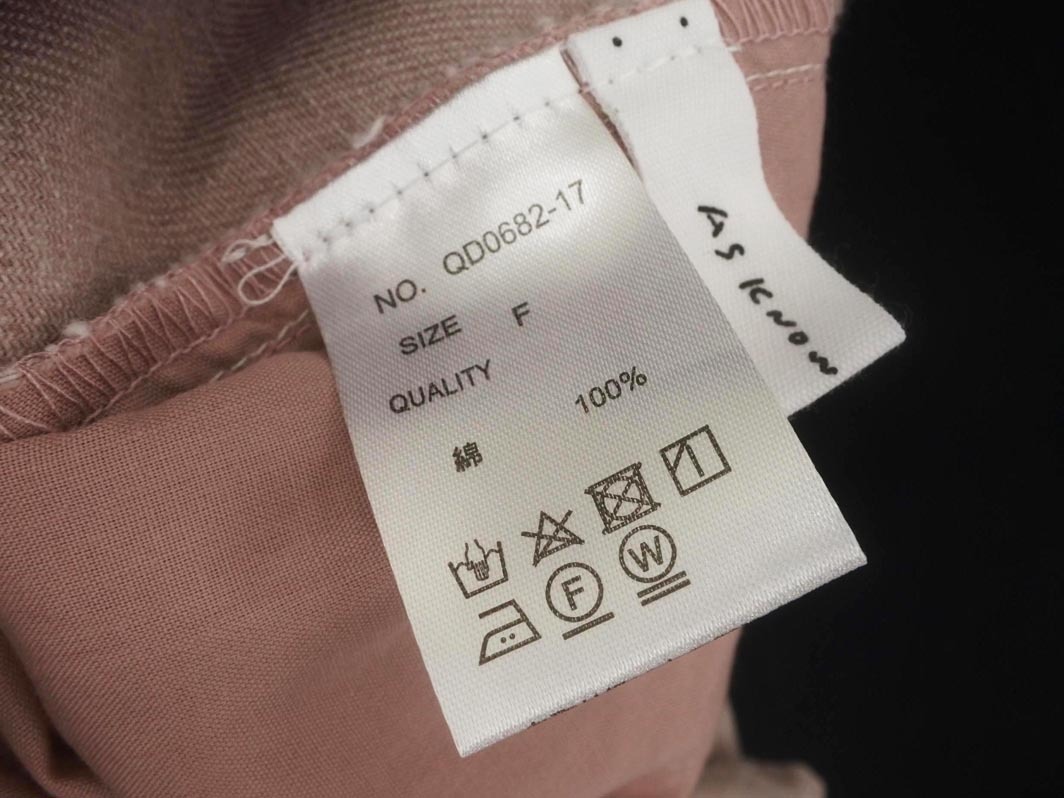 NO. QD0682-17
SIZE F
QUALITY
綿 100%
F
W
AS KNOW